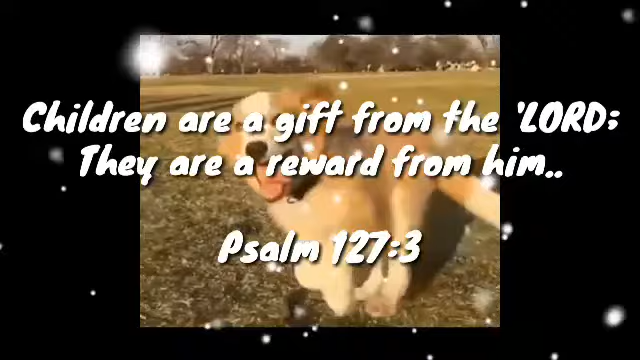 Children are a gift from the 'LORD;
They are a reward from him..
Psalm 127:3